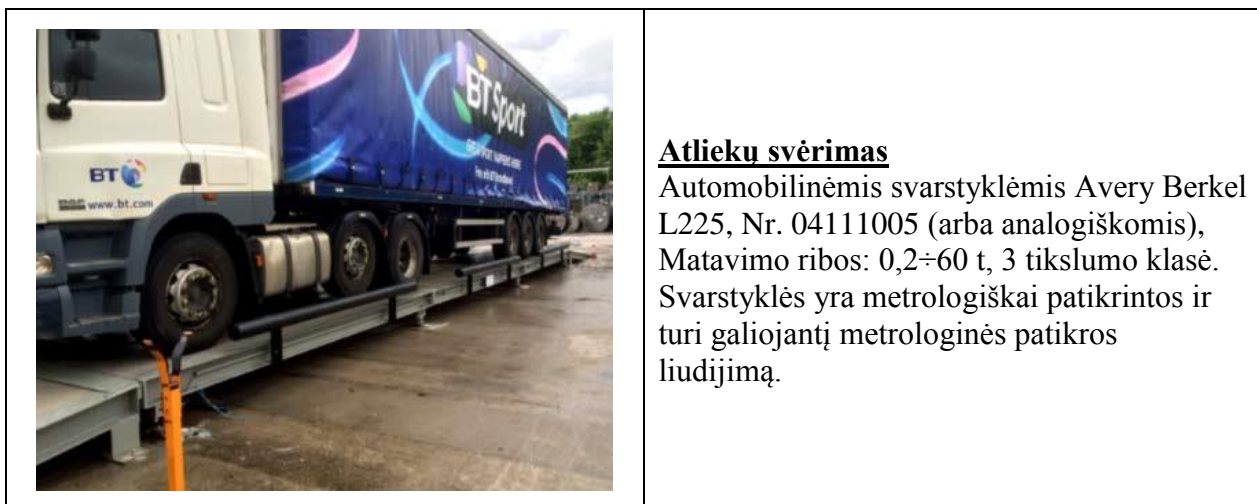 BT
www.bt.com
BT Sport
Atliekų svėrimas
Automobilinėmis svarstyklėmis Avery Berkel
L225, Nr. 04111005 (arba analogiškomis),
Matavimo ribos: 0,2÷60 t, 3 tikslumo klasė.
Svarstyklės yra metrologiškai patikrintos ir
turi galiojantį metrologinės patikros
liudijimą.